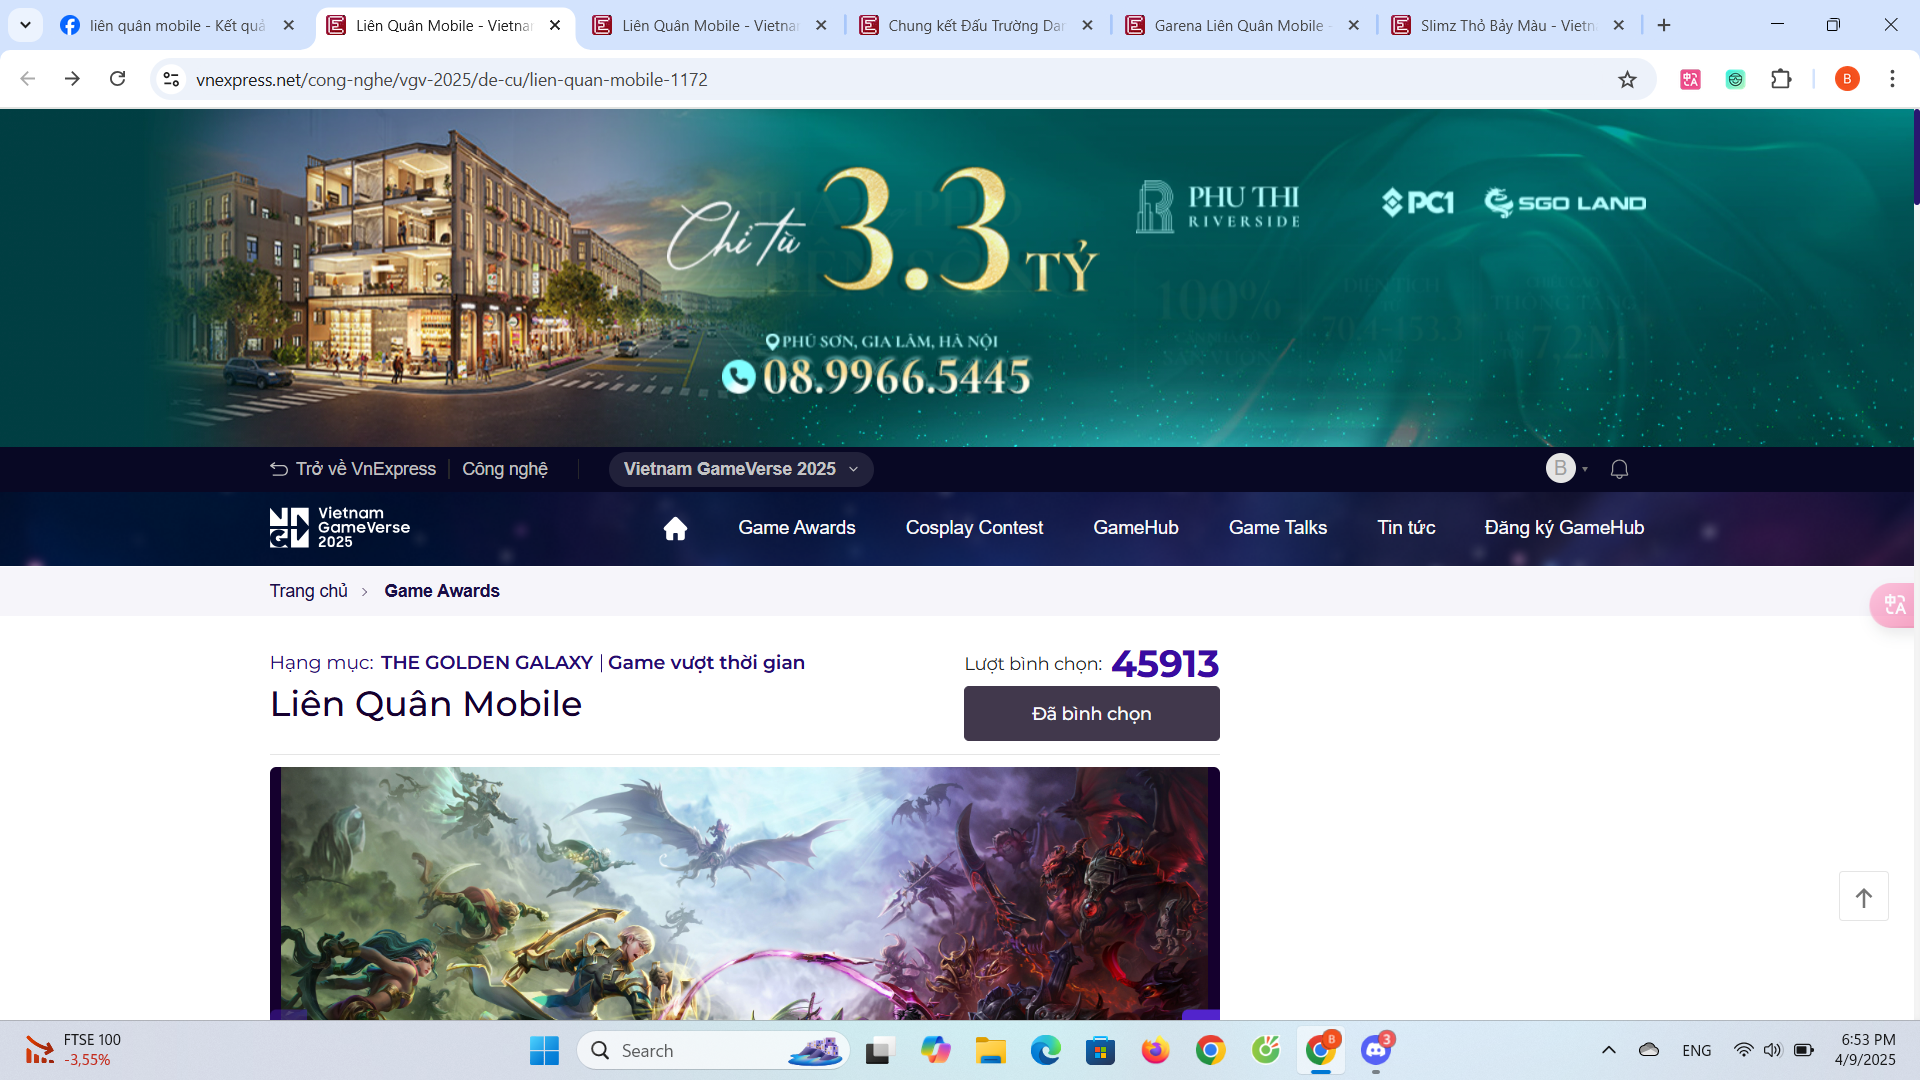 liên quân mobile - Kết quả
Liên Quân Mobile - Vietnar
Liên Quân Mobile - Vietnar
Chung kết Đấu Trường Dar
Garena Liên Quân Mobile -
Slimz Thỏ Bảy Màu - Vietn
vnexpress.net/cong-nghe/vgv-2025/de-cu/lien-quan-mobile-1172
B
Chỉ từ 3.3 TỶ
PHU THI
RIVERSIDE
PC1
SGO LAND
100%
PHÚ SƠN, GIA LÂM, HÀ NỘI
08.9966.5445
Trở về VnExpress
Công nghệ
Vietnam GameVerse 2025
B
Vietnam
GameVerse
2025
Game Awards
Cosplay Contest
GameHub
Game Talks
Tin tức
Đăng ký GameHub
Trang chủ > Game Awards
Hạng mục: THE GOLDEN GALAXY | Game vượt thời gian
Lượt bình chọn: 45913
Liên Quân Mobile
Đã bình chọn
FTSE 100
-3,55%
Search
B
3
ENG
6:53 PM
4/9/2025